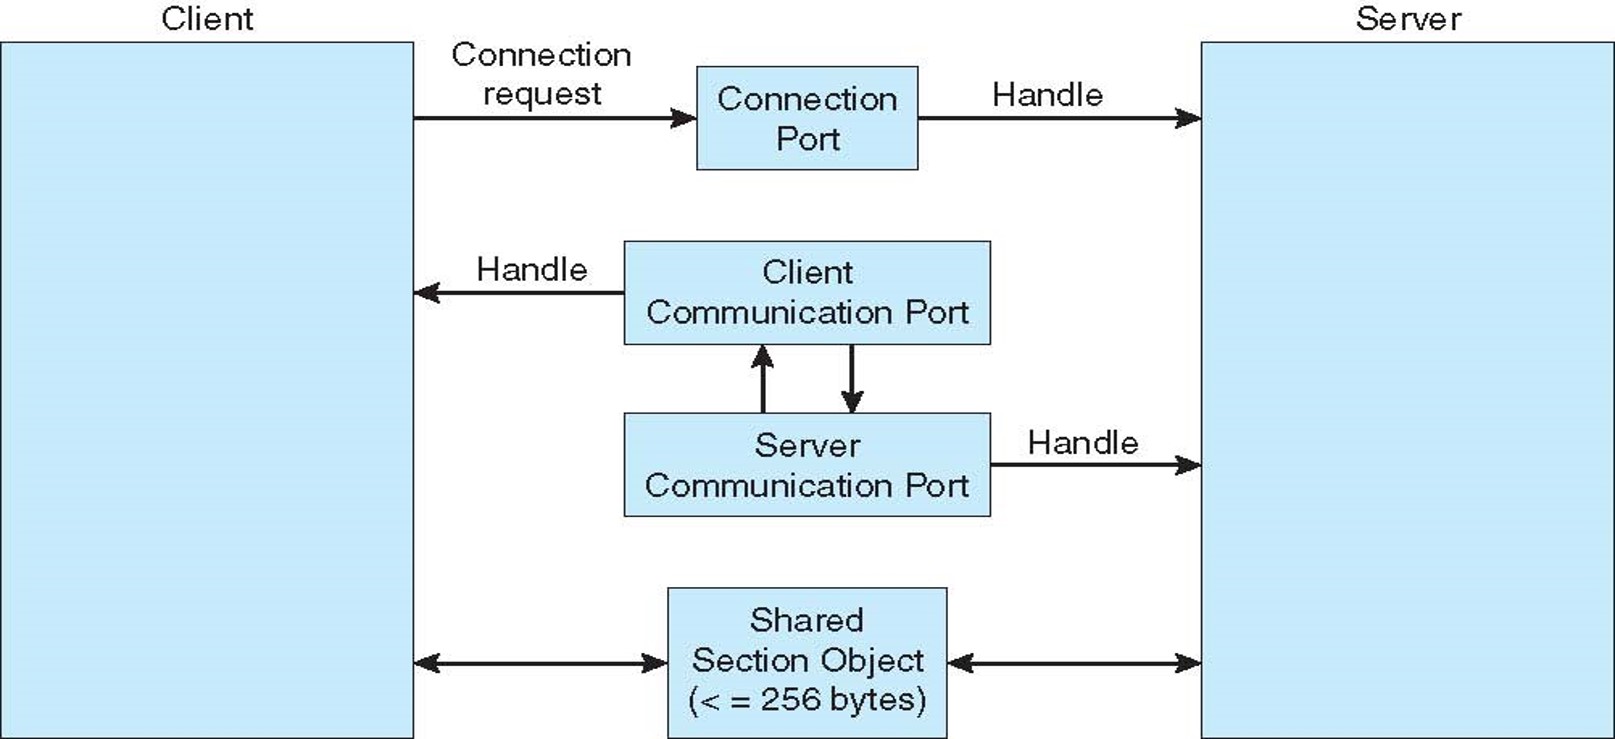 Client
Server
Connection
request
Connection
Port
Handle
Handle
Client
Communication Port
Server
Communication Port
Handle
Shared
Section Object
(< = 256 bytes)